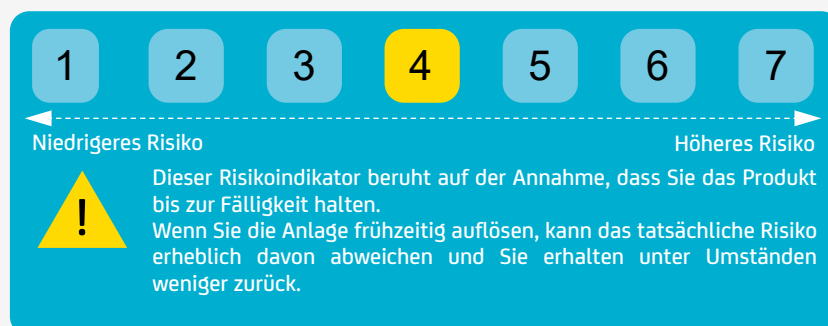 1 2 3 4 5 6 7
Niedrigeres Risiko Höheres Risiko
Dieser Risikoindikator beruht auf der Annahme, dass Sie das Produkt
bis zur Fälligkeit halten.
Wenn Sie die Anlage frühzeitig auflösen, kann das tatsächliche Risiko
erheblich davon abweichen und Sie erhalten unter Umständen
weniger zurück.
!